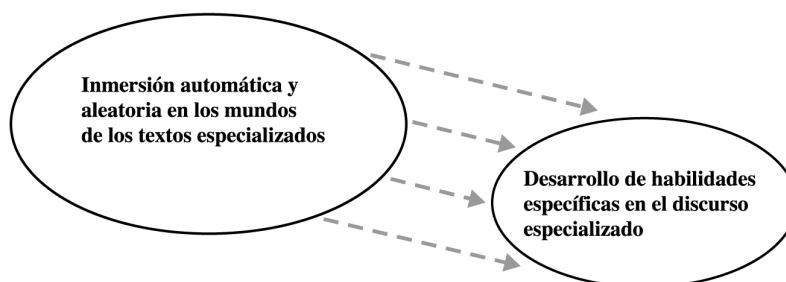 Inmersión automática y
aleatoria en los mundos
de los textos especializados
Desarrollo de habilidades
específicas en el discurso
especializado